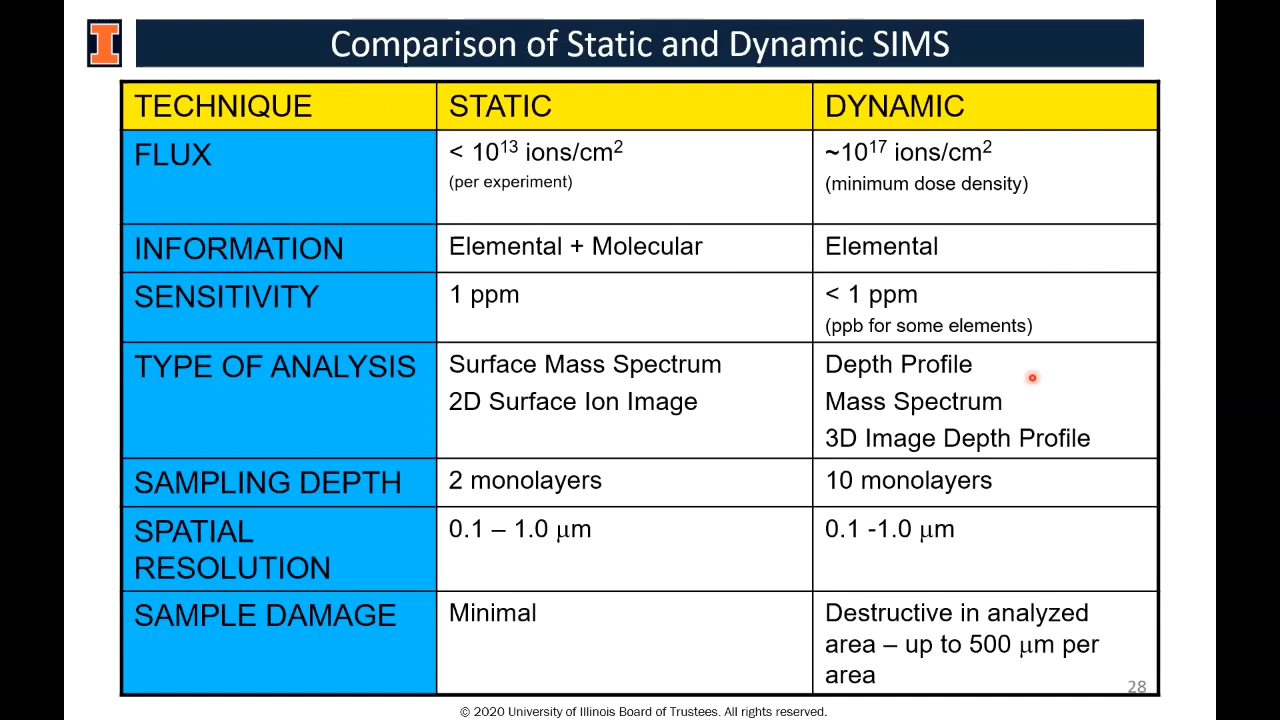 Comparison of Static and Dynamic SIMS
TECHNIQUE
STATIC
DYNAMIC
FLUX
< 10¹³ ions/cm²
(per experiment)
~10¹⁷ ions/cm²
(minimum dose density)
INFORMATION
Elemental + Molecular
Elemental
SENSITIVITY
1 ppm
< 1 ppm
(ppb for some elements)
TYPE OF ANALYSIS
Surface Mass Spectrum
2D Surface Ion Image
Depth Profile
Mass Spectrum
3D Image Depth Profile
SAMPLING DEPTH
2 monolayers
10 monolayers
SPATIAL
RESOLUTION
0.1 – 1.0 μm
0.1 -1.0 μm
SAMPLE DAMAGE
Minimal
Destructive in analyzed
area – up to 500 μm per
area
28
© 2020 University of Illinois Board of Trustees. All rights reserved.